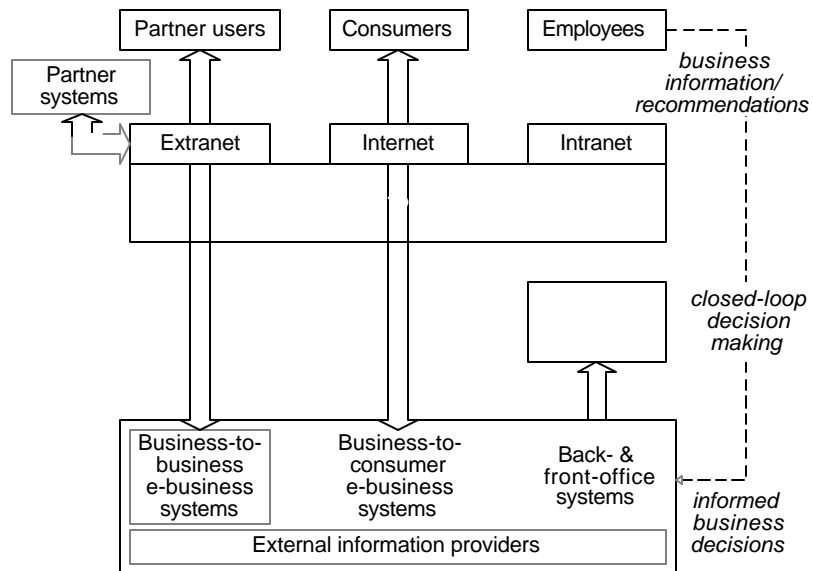 Partner users
Consumers
Employees
Partner
systems
business
information/
recommendations
Extranet
Internet
Intranet
closed-loop
decision
making
Business-to-
business
e-business
systems
Business-to-
consumer
e-business
systems
Back- &
front-office
systems
informed
business
decisions
External information providers